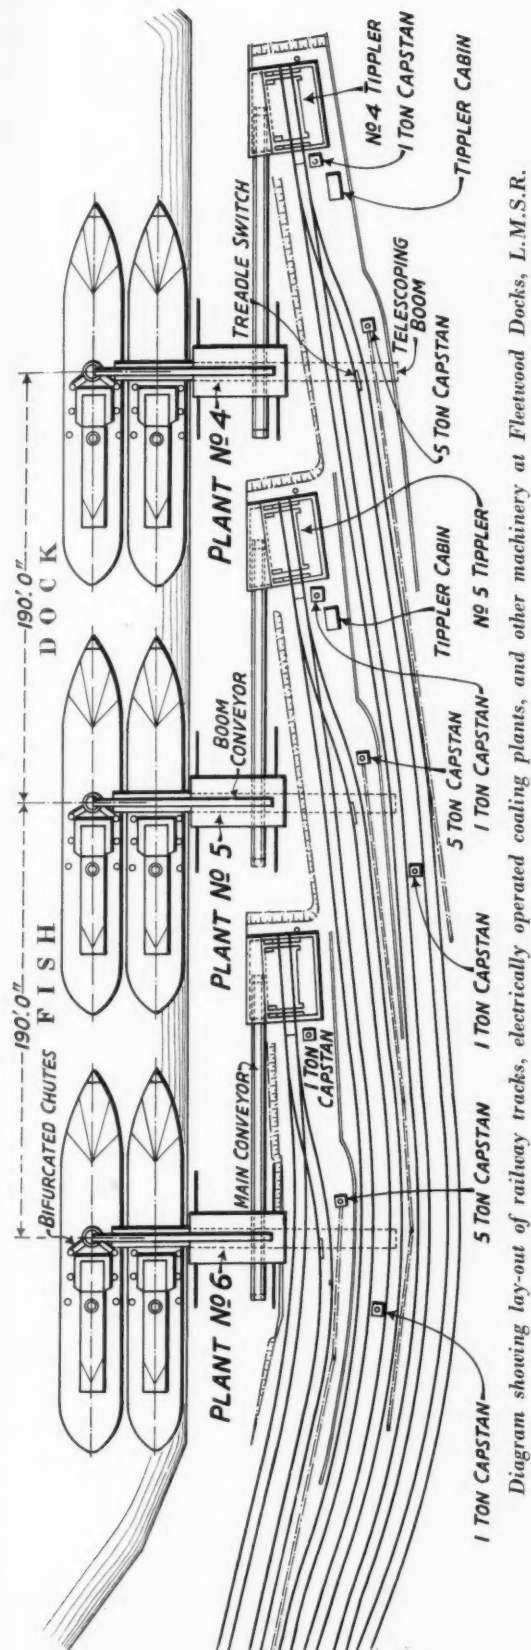 190'.0"
190'.0"
BIFURCATED CHUTES
FISH DOCK
MAIN CONVEYOR
BOOM
CONVEYOR
TREADLE SWITCH
PLANT Nº 6
PLANT Nº 5
PLANT Nº 4
1 TON
CAPSTAN
Nº 4 TIPPLER
1 TON CAPSTAN
TIPPLER CABIN
TELESCOPING
BOOM
5 TON CAPSTAN
TIPPLER CABIN
Nº 5 TIPPLER
5 TON CAPSTAN
1 TON CAPSTAN
1 TON CAPSTAN
5 TON CAPSTAN
1 TON CAPSTAN
Diagram showing lay-out of railway tracks, electrically operated coaling plants, and other machinery at Fleetwood Docks, L.M.S.R.